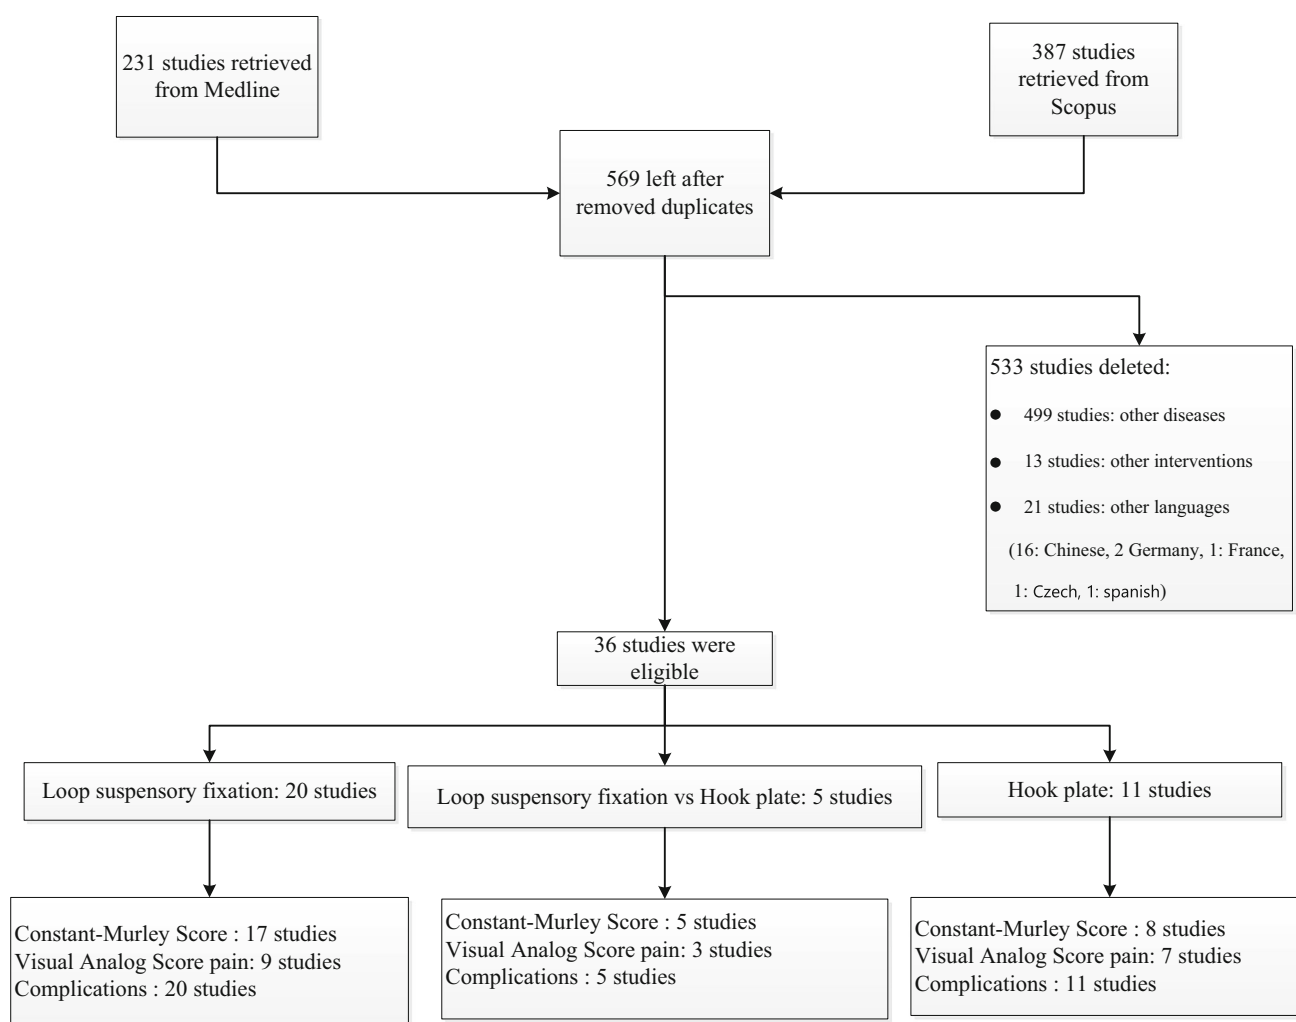 231 studies retrieved
from Medline
387 studies
retrieved from
Scopus
569 left after
removed duplicates
533 studies deleted:
● 499 studies: other diseases
● 13 studies: other interventions
● 21 studies: other languages
(16: Chinese, 2 Germany, 1: France,
1: Czech, 1: spanish)
36 studies were
eligible
Loop suspensory fixation: 20 studies
Loop suspensory fixation vs Hook plate: 5 studies
Hook plate: 11 studies
Constant-Murley Score : 17 studies
Visual Analog Score pain: 9 studies
Complications : 20 studies
Constant-Murley Score : 5 studies
Visual Analog Score pain: 3 studies
Complications : 5 studies
Constant-Murley Score : 8 studies
Visual Analog Score pain: 7 studies
Complications : 11 studies